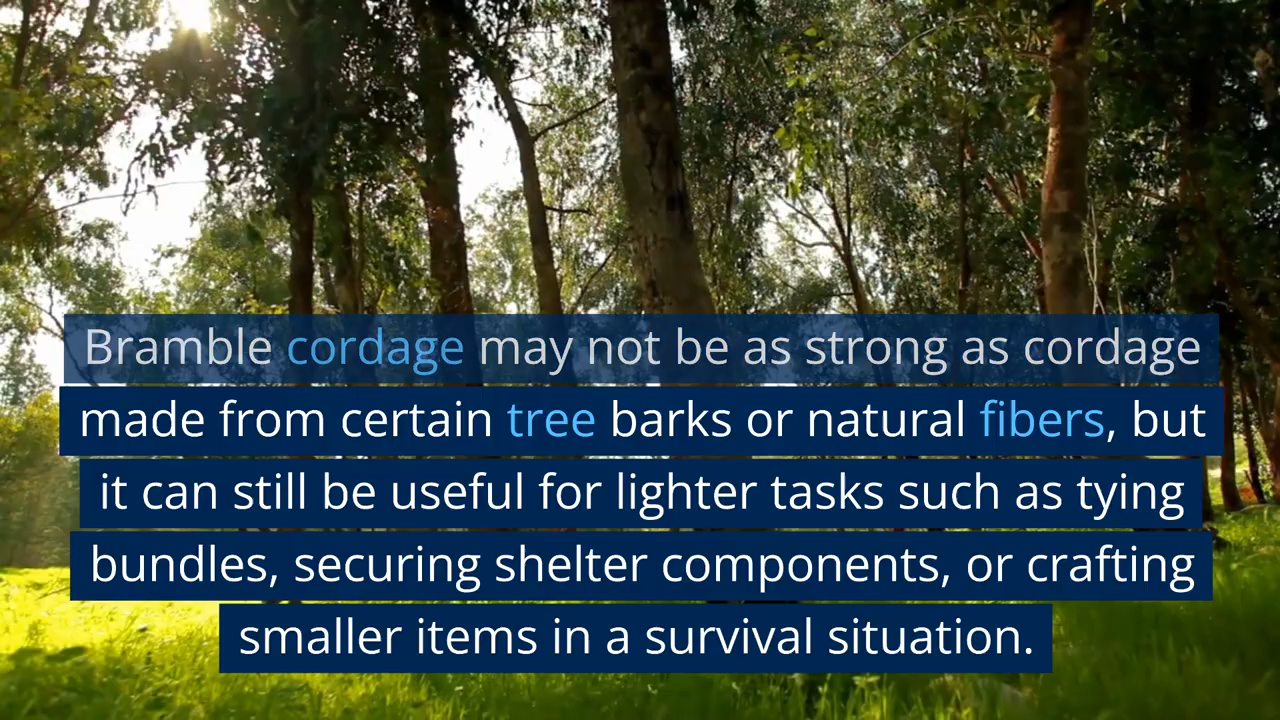 Bramble cordage may not be as strong as cordage
made from certain tree barks or natural fibers, but
it can still be useful for lighter tasks such as tying
bundles, securing shelter components, or crafting
smaller items in a survival situation.